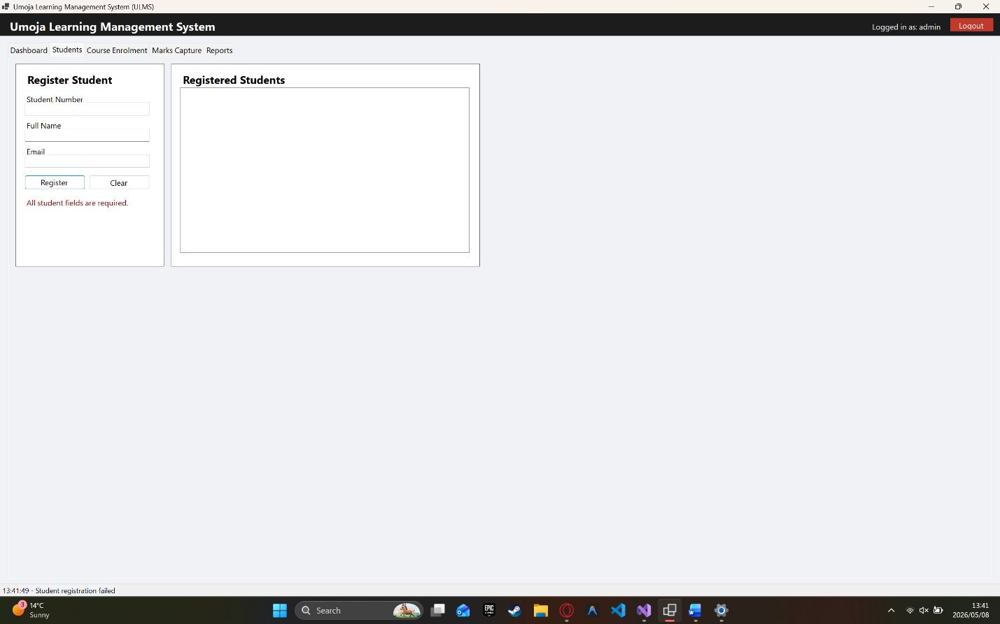 Umoja Learning Management System (ULMS)
Umoja Learning Management System
Logged in as: admin
Logout
Dashboard Students Course Enrolment Marks Capture Reports
Register Student
Student Number
Full Name
Email
Register Clear
All student fields are required.
Registered Students
13:41:49 - Student registration failed
3
14°C
Sunny
Search
EPIC
GAMES
W
13:41
2026/05/08